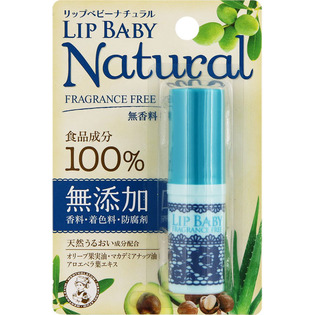 リップベビーナチュラル
LIP BABY
Natural
FRAGRANCE FREE
無香料
食品成分
100%
無添加
香料・着色料・防腐剤
天然うるおい成分配合
オリーブ果実油・マカデミアナッツ油
アロエベラ葉エキス
LIP BABY
FRAGRANCE FREE